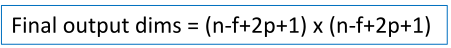 Final output dims = (n-f+2p+1) x (n-f+2p+1)